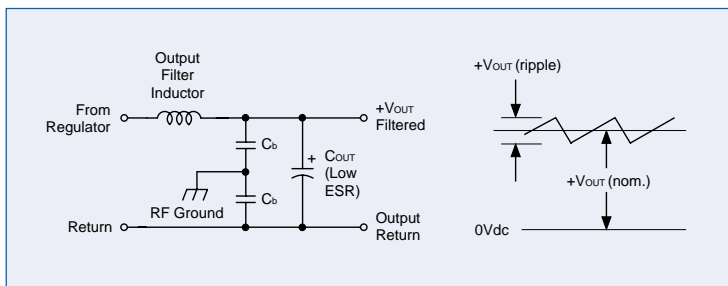 Output
Filter
Inductor
From
Regulator
+VOUT
Filtered
Cb
+ COUT
(Low
ESR)
RF Ground
Cb
Return
Output
Return
+VOUT (ripple)
+VOUT (nom.)
0Vdc